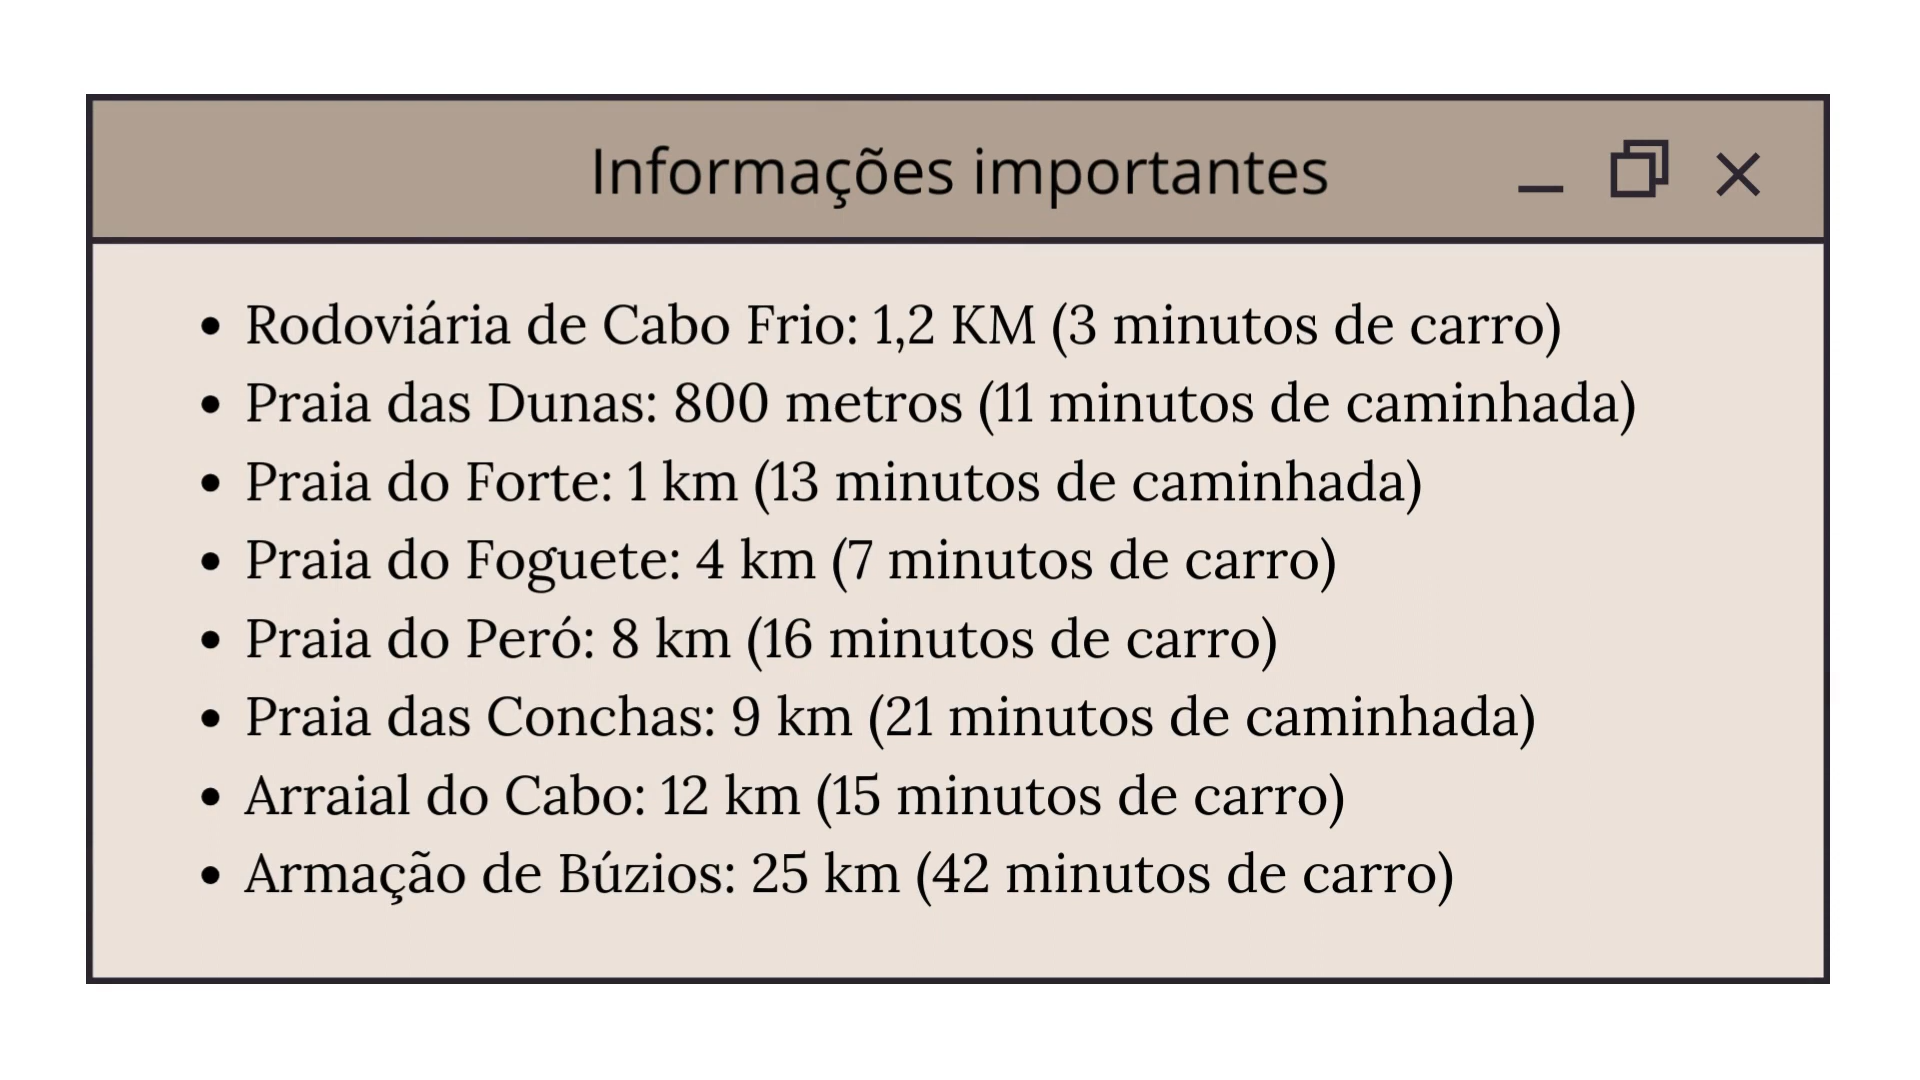 Informações importantes
• Rodoviária de Cabo Frio: 1,2 KM (3 minutos de carro)
• Praia das Dunas: 800 metros (11 minutos de caminhada)
• Praia do Forte: 1 km (13 minutos de caminhada)
• Praia do Foguete: 4 km (7 minutos de carro)
• Praia do Peró: 8 km (16 minutos de carro)
• Praia das Conchas: 9 km (21 minutos de caminhada)
• Arraial do Cabo: 12 km (15 minutos de carro)
• Armação de Búzios: 25 km (42 minutos de carro)